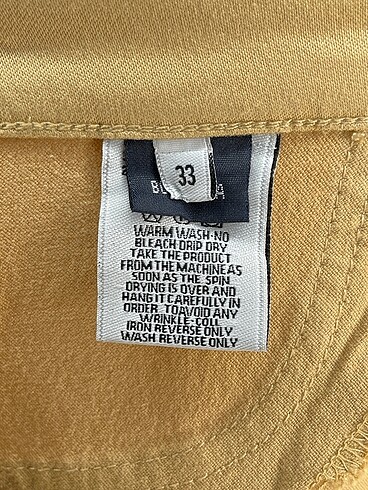 33
WARM WASH-NO
BLEACH DRIP DRY
TAKE THE PRODUCT
FROM THE MACHINE AS
SOON AS THE SPIN
DRYING IS OVER AND
HANG IT CAREFULLY IN
ORDER TOAVOID ANY
WRINKLE-COLL
IRON REVERSE ONLY
WASH REVERSE ONLY